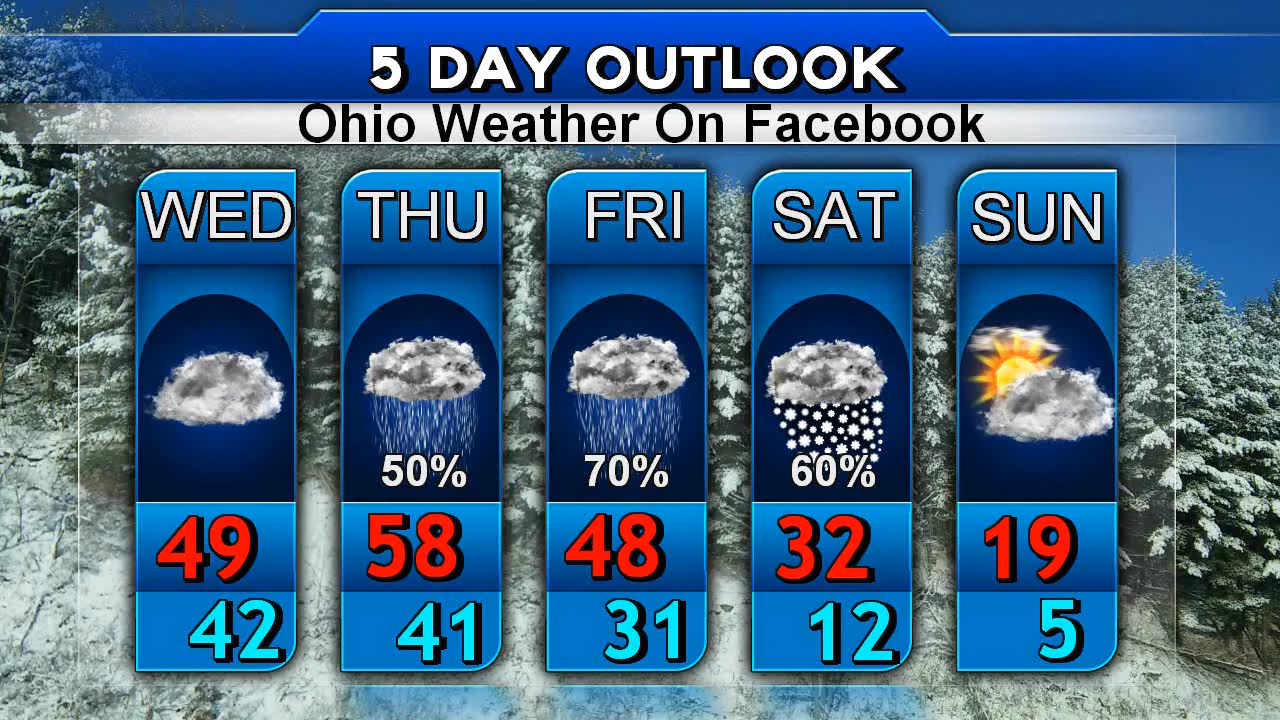 5 DAY OUTLOOK
Ohio Weather On Facebook
WED THU FRI SAT SUN
50% 70% 60%
49 58 48 32 19
42 41 31 12 5